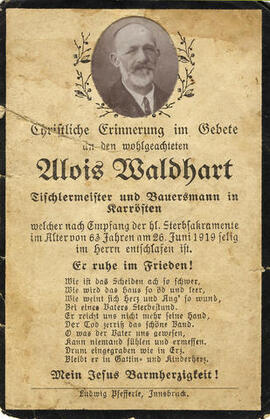 Christliche Erinnerung im Gebete
an den wohlgeachteten
Alois Waldhart
Tischlermeister und Bauersmann in
Karrösten
welcher nach Empfang der hl. Sterbsakramente
im Alter von 63 Jahren am 26. Juni 1919 selig
im Herrn entschlafen ist.
Er ruhe im Frieden!
Wie ist das Scheiden ach so schwer,
Wie wird das Haus so öd und leer,
Wie weint sich Herz und Aug' so wund,
Bei eines Vaters Sterbestund.
Er reicht uns nicht mehr seine Hand,
Der Tod zerriß das schöne Band.
O was der Vater uns gewesen,
Kann niemand fühlen und ermessen.
Drum eingegraben wie in Erz.
Bleibt er in Gattin- und Kinderherz.
Mein Jesus Barmherzigkeit!
Ludwig Pfefferle, Innsbruck.